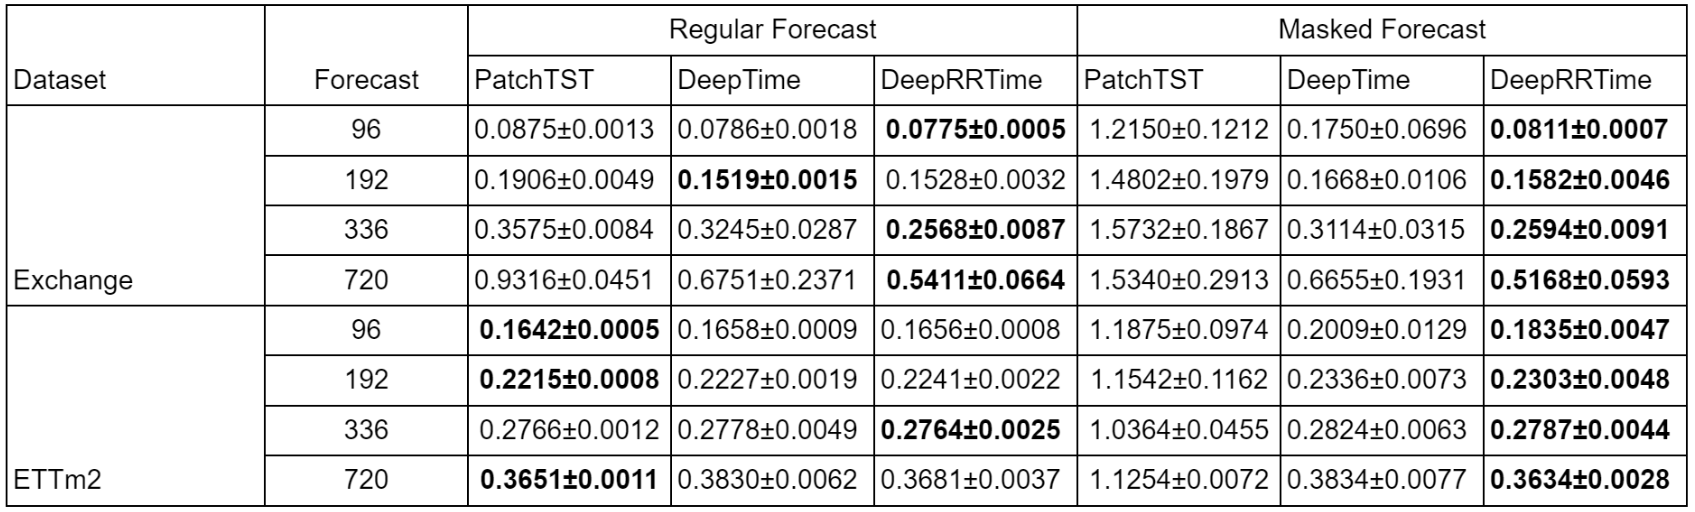 Regular Forecast Masked Forecast
Dataset Forecast PatchTST DeepTime DeepRRTime PatchTST DeepTime DeepRRTime
96 0.0875±0.0013 0.0786±0.0018 0.0775±0.0005 1.2150±0.1212 0.1750±0.0696 0.0811±0.0007
192 0.1906±0.0049 0.1519±0.0015 0.1528±0.0032 1.4802±0.1979 0.1668±0.0106 0.1582±0.0046
336 0.3575±0.0084 0.3245±0.0287 0.2568±0.0087 1.5732±0.1867 0.3114±0.0315 0.2594±0.0091
Exchange 720 0.9316±0.0451 0.6751±0.2371 0.5411±0.0664 1.5340±0.2913 0.6655±0.1931 0.5168±0.0593
96 0.1642±0.0005 0.1658±0.0009 0.1656±0.0008 1.1875±0.0974 0.2009±0.0129 0.1835±0.0047
192 0.2215±0.0008 0.2227±0.0019 0.2241±0.0022 1.1542±0.1162 0.2336±0.0073 0.2303±0.0048
336 0.2766±0.0012 0.2778±0.0049 0.2764±0.0025 1.0364±0.0455 0.2824±0.0063 0.2787±0.0044
ETTm2 720 0.3651±0.0011 0.3830±0.0062 0.3681±0.0037 1.1254±0.0072 0.3834±0.0077 0.3634±0.0028